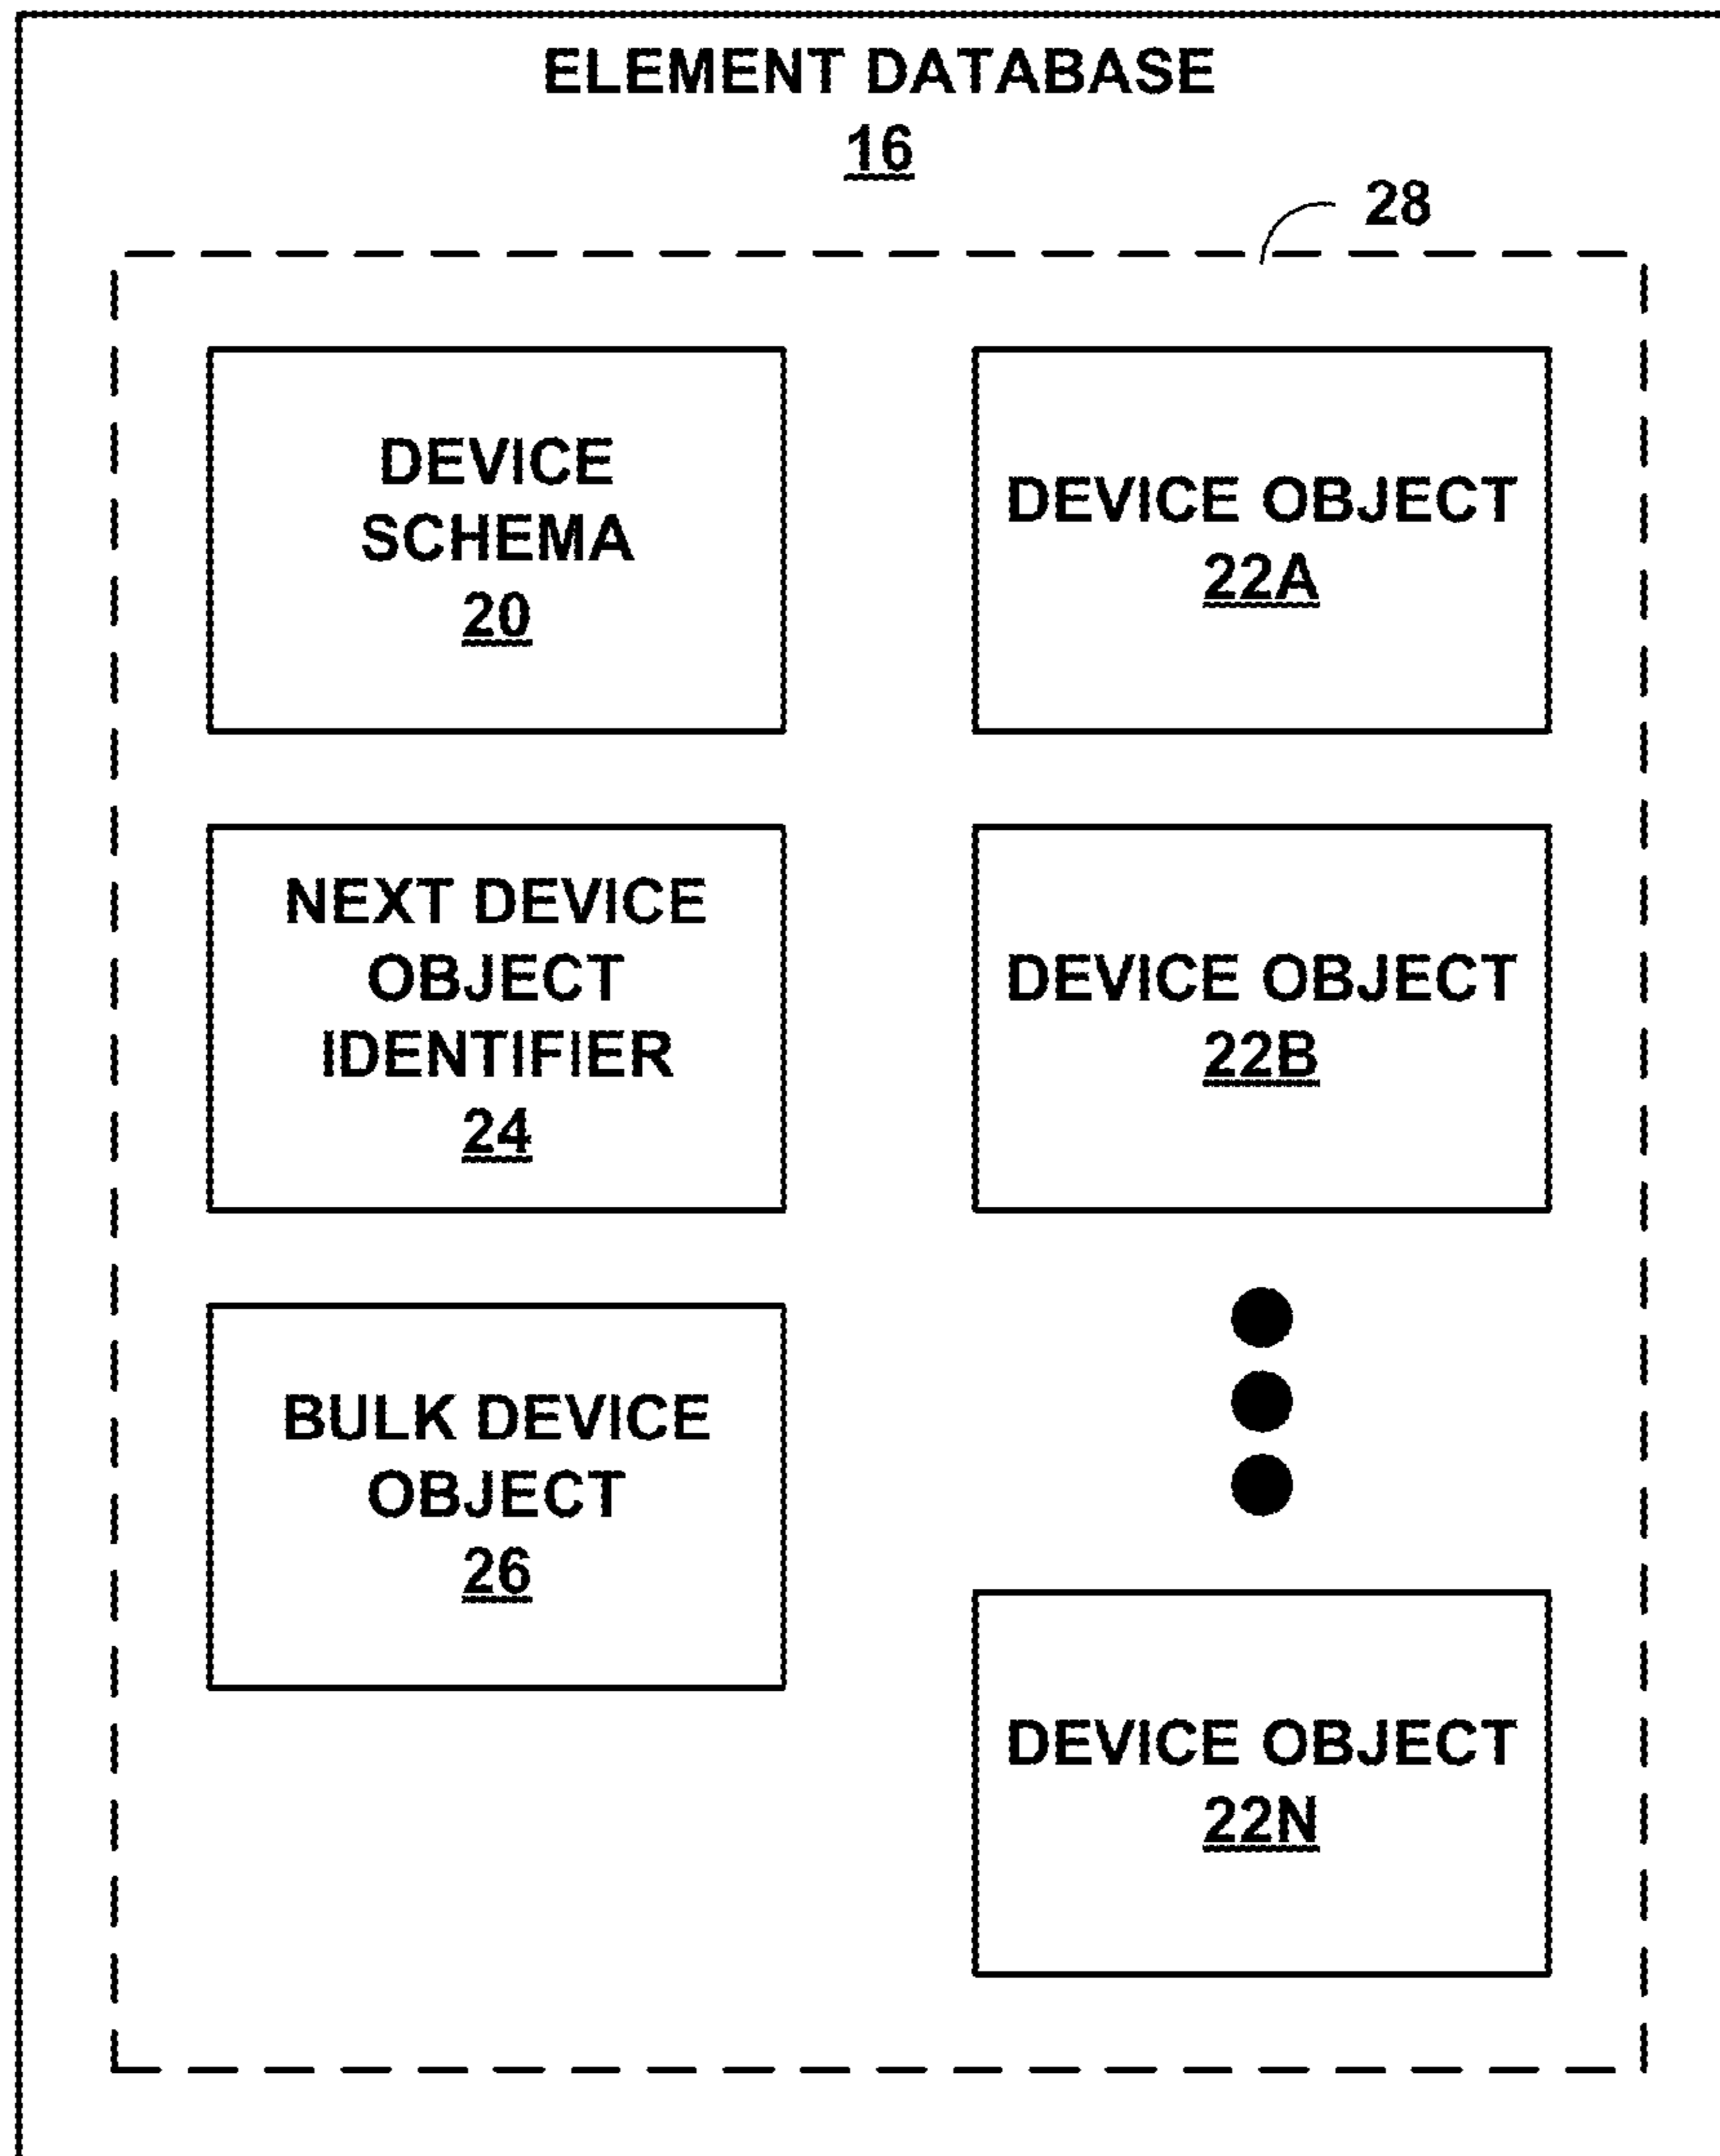 ELEMENT DATABASE
16
28
DEVICE
SCHEMA
20
DEVICE OBJECT
22A
NEXT DEVICE
OBJECT
IDENTIFIER
24
DEVICE OBJECT
22B
BULK DEVICE
OBJECT
26
DEVICE OBJECT
22N